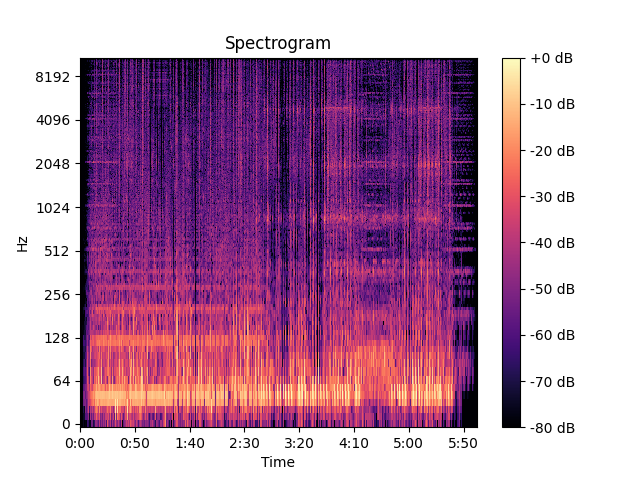 Spectrogram
Hz
8192
4096
2048
1024
512
256
128
64
0
0:00 0:50 1:40 2:30 3:20 4:10 5:00 5:50
Time
+0 dB
-10 dB
-20 dB
-30 dB
-40 dB
-50 dB
-60 dB
-70 dB
-80 dB